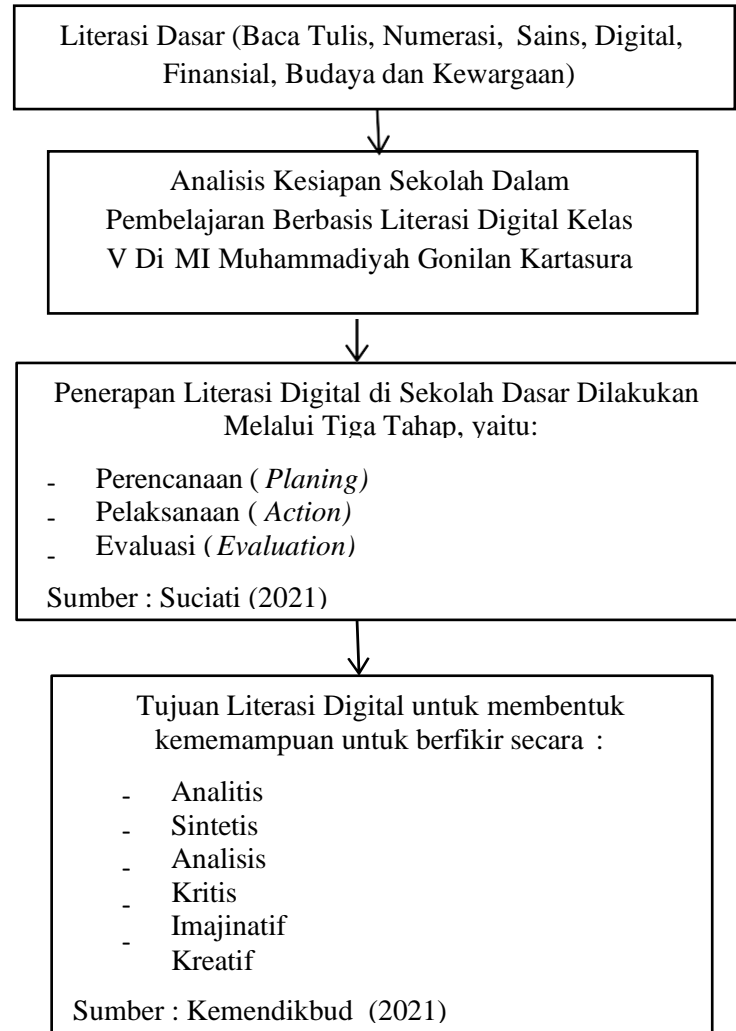 Literasi Dasar (Baca Tulis, Numerasi, Sains, Digital,
Finansial, Budaya dan Kewargaan)
Analisis Kesiapan Sekolah Dalam
Pembelajaran Berbasis Literasi Digital Kelas
V Di MI Muhammadiyah Gonilan Kartasura
Penerapan Literasi Digital di Sekolah Dasar Dilakukan
Melalui Tiga Tahap, yaitu:
- Perencanaan ( Planing)
- Pelaksanaan ( Action)
- Evaluasi (Evaluation)
Sumber : Suciati (2021)
Tujuan Literasi Digital untuk membentuk
kememampuan untuk berfikir secara :
- Analitis
- Sintetis
- Analisis
- Kritis
- Imajinatif
Kreatif
Sumber : Kemendikbud (2021)